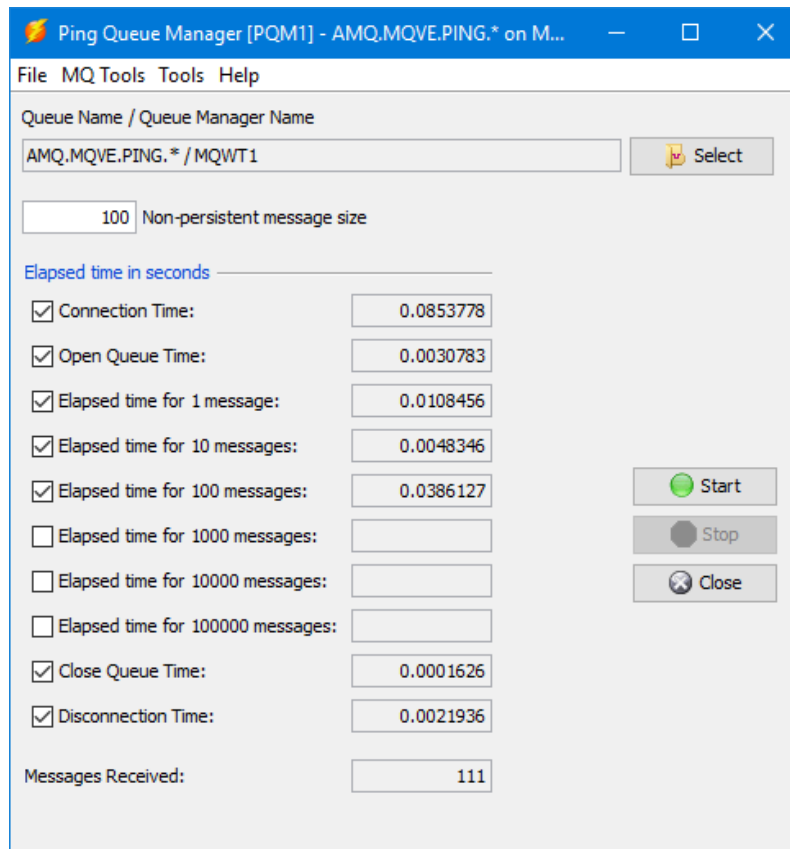 Ping Queue Manager [PQM1] - AMQ.MQVE.PING.* on M...
File MQ Tools Tools Help
Queue Name / Queue Manager Name
AMQ.MQVE.PING.* / MQWT1 Select
100 Non-persistent message size
Elapsed time in seconds
Connection Time: 0.0853778
Open Queue Time: 0.0030783
Elapsed time for 1 message: 0.0108456
Elapsed time for 10 messages: 0.0048346
Elapsed time for 100 messages: 0.0386127
Start
Elapsed time for 1000 messages:
Stop
Elapsed time for 10000 messages:
Close
Elapsed time for 100000 messages:
Close Queue Time: 0.0001626
Disconnection Time: 0.0021936
Messages Received: 111